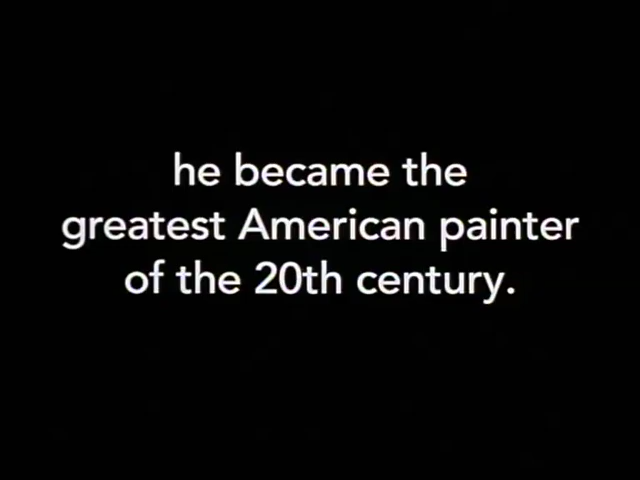 he became the
greatest American painter
of the 20th century.